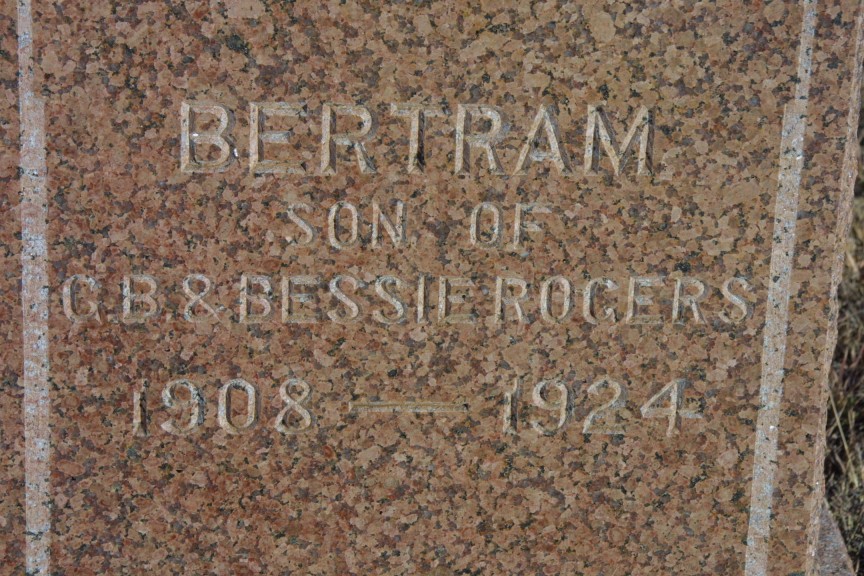 BERTRAM
SON OF
G.B. & BESSIE ROGERS
1908 — 1924